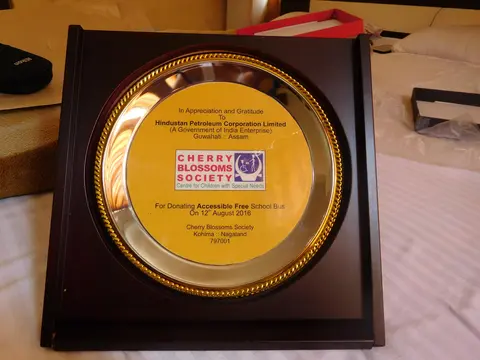 In Appreciation and Gratitude
To
Hindustan Petroleum Corporation Limited
(A Government of India Enterprise)
Guwahati : Assam
CHERRY
BLOSSOMS
SOCIETY
Centre for Children with Special Needs
For Donating Accessible Free School Bus
On 12th August 2016
Cherry Blossoms Society
Kohima : Nagaland
797001